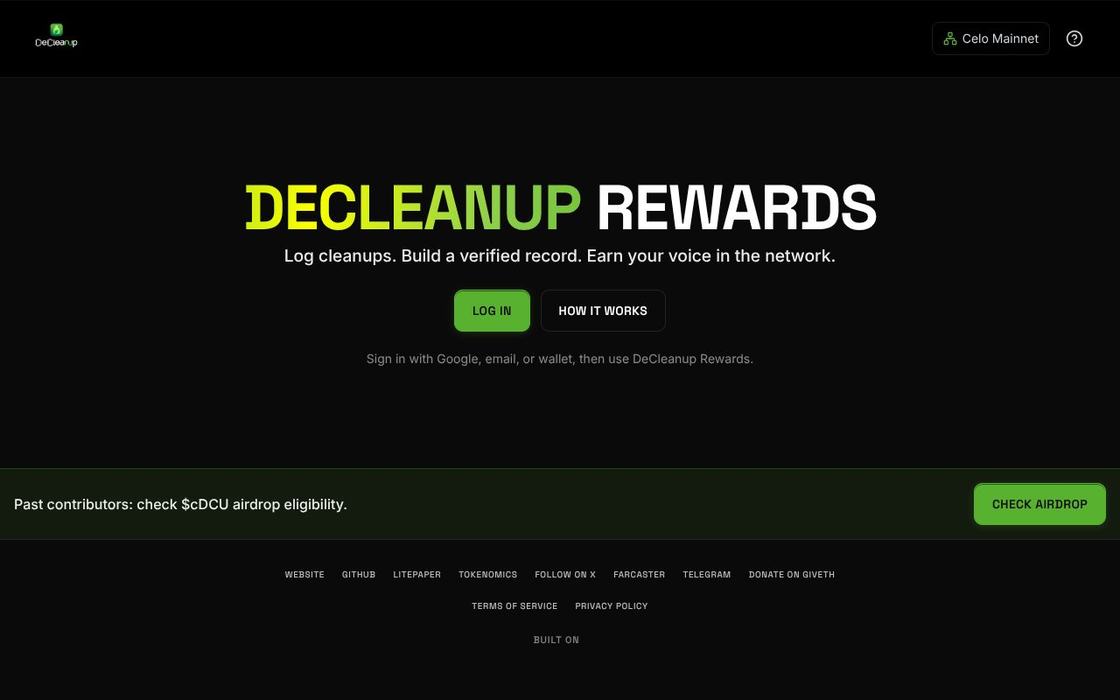 DeCleanup
Celo Mainnet
DECLEANUP REWARDS
Log cleanups. Build a verified record. Earn your voice in the network.
LOG IN
HOW IT WORKS
Sign in with Google, email, or wallet, then use DeCleanup Rewards.
Past contributors: check $cDCU airdrop eligibility.
CHECK AIRDROP
WEBSITE GITHUB LITEPAPER TOKENOMICS FOLLOW ON X FARCASTER TELEGRAM DONATE ON GIVETH
TERMS OF SERVICE PRIVACY POLICY
BUILT ON